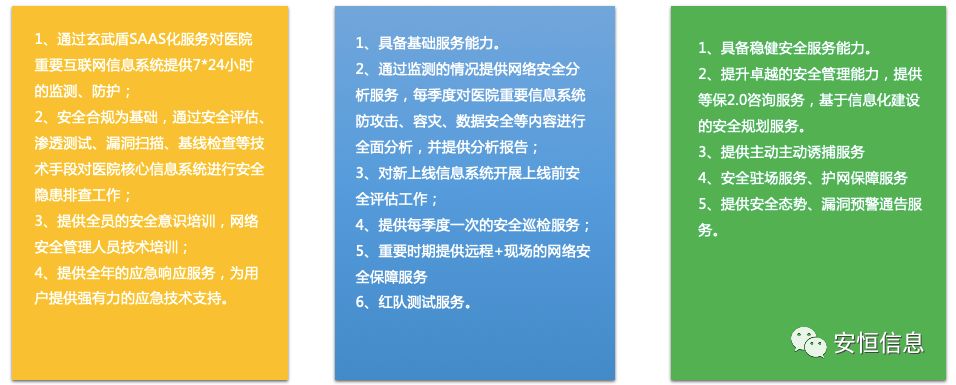 1、通过玄武盾SAAS化服务对医院
重要互联网信息系统提供7*24小时
的监测、防护；
2、安全合规为基础，通过安全评估、
渗透测试、漏洞扫描、基线检查等技
术手段对医院核心信息系统进行安全
隐患排查工作；
3、提供全员的安全意识培训，网络
安全管理人员技术培训；
4、提供全年的应急响应服务，为用
户提供强有力的应急技术支持。
1、具备基础服务能力。
2、通过监测的情况提供网络安全分
析服务，每季度对医院重要信息系统
防攻击、容灾、数据安全等内容进行
全面分析，并提供分析报告；
3、对新上线信息系统开展上线前安
全评估工作；
4、提供每季度一次的安全巡检服务；
5、重要时期提供远程+现场的网络安
全保障服务
6、红队测试服务。
1、具备稳健安全服务能力。
2、提升卓越的安全管理能力，提供
等保2.0咨询服务，基于信息化建设
的安全规划服务。
3、提供主动主动诱捕服务
4、安全驻场服务、护网保障服务
5、提供安全态势、漏洞预警通告服
务。
安恒信息